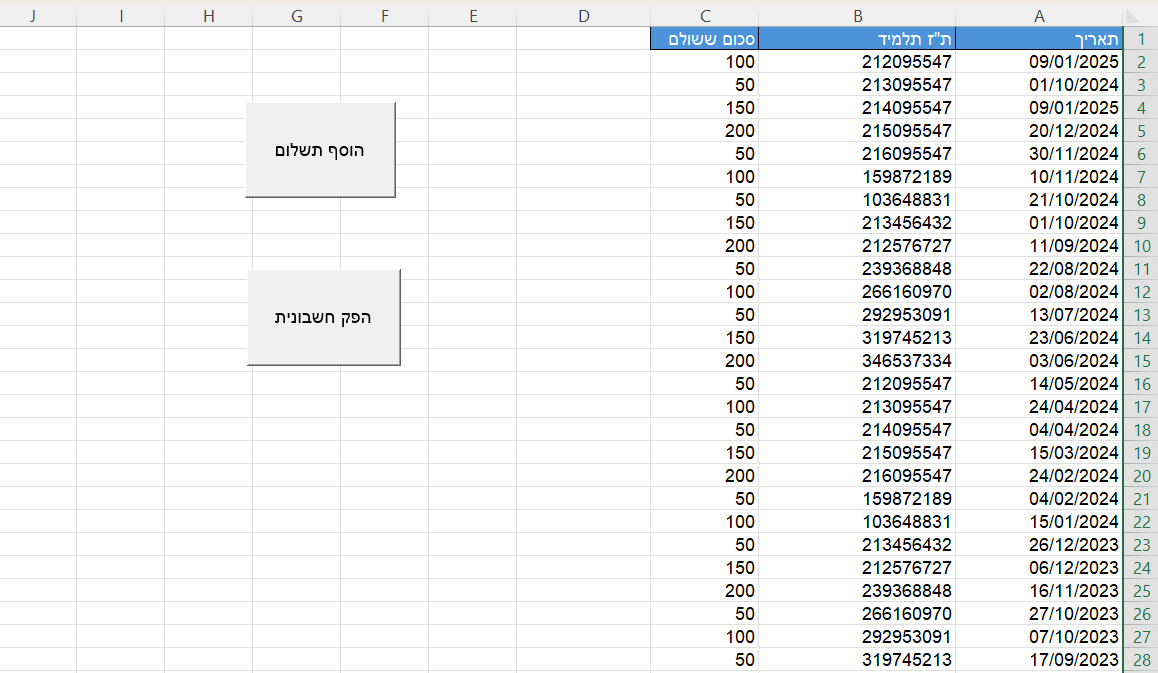 A B C D E F G H I J
1 תאריך ת"ז תלמיד סכום ששולם
2 09/01/2025 212095547 100
3 01/10/2024 213095547 50
4 09/01/2025 214095547 150
5 20/12/2024 215095547 200
6 30/11/2024 216095547 50
7 10/11/2024 159872189 100
8 21/10/2024 103648831 50
9 01/10/2024 213456432 150
10 11/09/2024 212576727 200
11 22/08/2024 239368848 50
12 02/08/2024 266160970 100
13 13/07/2024 292953091 50
14 23/06/2024 319745213 150
15 03/06/2024 346537334 200
16 14/05/2024 212095547 50
17 24/04/2024 213095547 100
18 04/04/2024 214095547 50
19 15/03/2024 215095547 150
20 24/02/2024 216095547 200
21 04/02/2024 159872189 50
22 15/01/2024 103648831 100
23 26/12/2023 213456432 50
24 06/12/2023 212576727 150
25 16/11/2023 239368848 200
26 27/10/2023 266160970 50
27 07/10/2023 292953091 100
28 17/09/2023 319745213 50
הוסף תשלום
הפק חשבונית